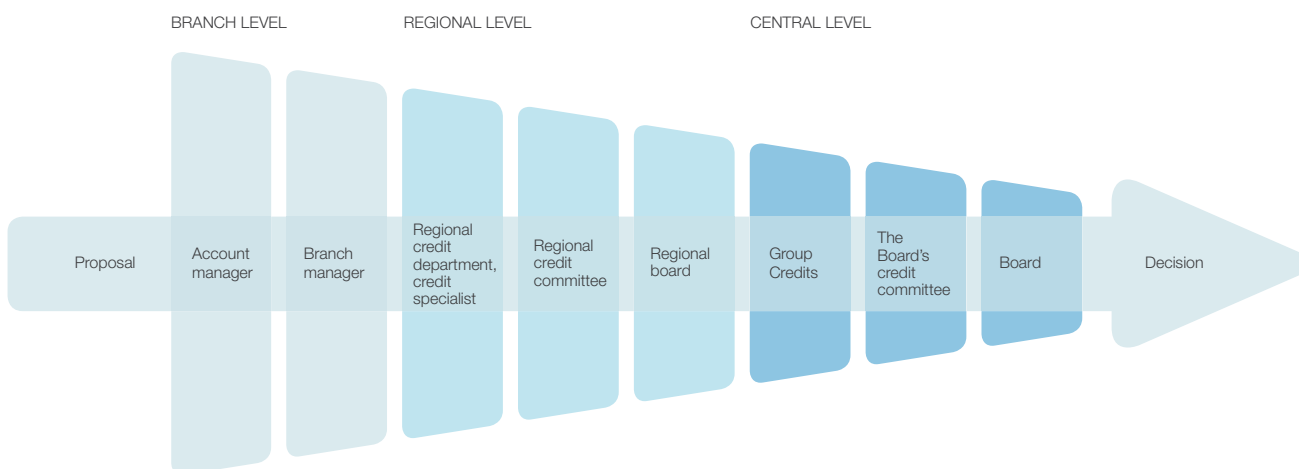 BRANCH LEVEL
REGIONAL LEVEL
CENTRAL LEVEL
Proposal
Account
manager
Branch
manager
Regional
credit
department,
credit
specialist
Regional
credit
committee
Regional
board
Group
Credits
The
Board's
credit
committee
Board
Decision